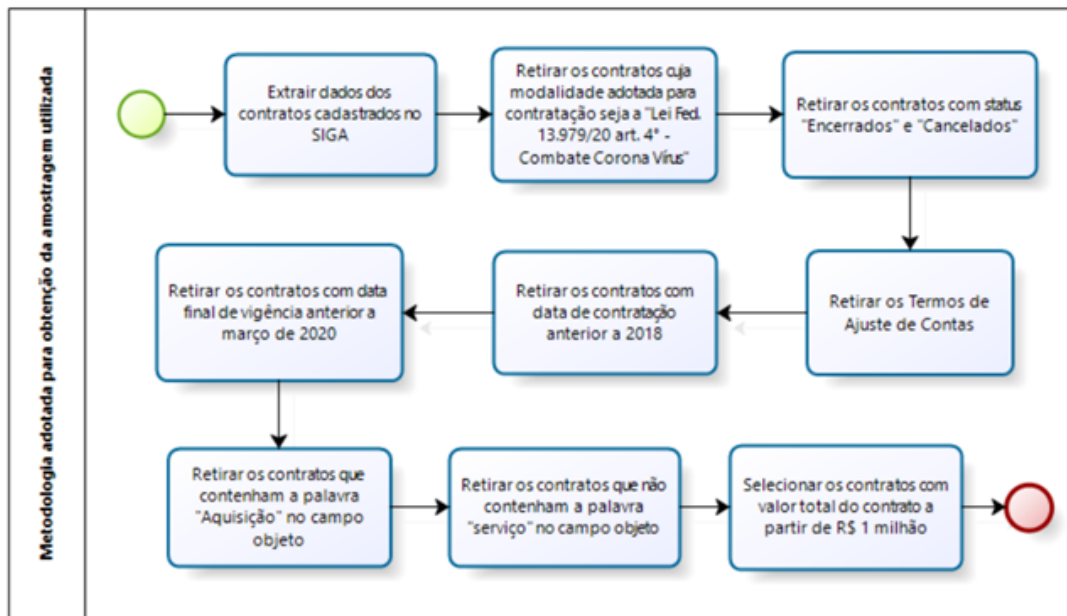 Metodologia adotada para obtenção da amostragem utilizada
Extrair dados dos
contratos cadastrados no
SIGA
Retirar os contratos cuja
modalidade adotada para
contratação seja a "Lei Fed.
13.979/20 art. 4° -
Combate Corona Vírus"
Retirar os contratos com status
"Encerrados" e "Cancelados"
Retirar os Termos de
Ajuste de Contas
Retirar os contratos com
data de contratação
anterior a 2018
Retirar os contratos com data
final de vigência anterior a
março de 2020
Retirar os contratos que
contenham a palavra
"Aquisição" no campo
objeto
Retirar os contratos que não
contenham a palavra
"serviço" no campo objeto
Selecionar os contratos com
valor total do contrato a
partir de R$ 1 milhão